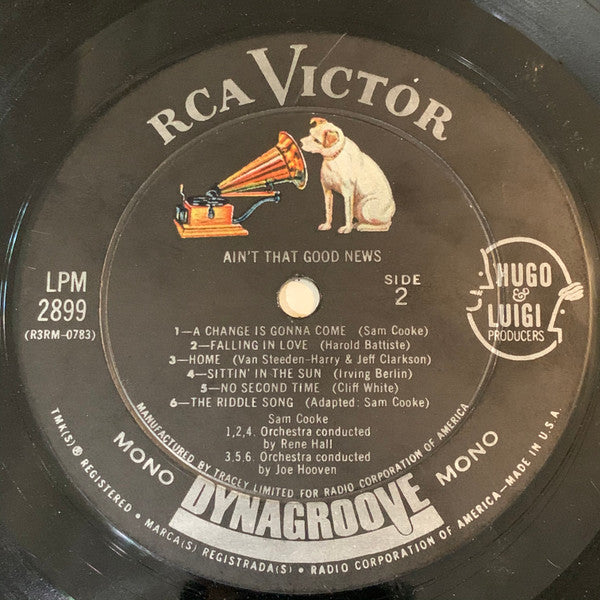 RCA VICTOR
AIN'T THAT GOOD NEWS
LPM
2899
(R3RM-0783)
SIDE
2
HUGO
&
LUIGI
PRODUCERS
1—A CHANGE IS GONNA COME (Sam Cooke)
2—FALLING IN LOVE (Harold Battiste)
3—HOME (Van Steeden-Harry & Jeff Clarkson)
4—SITTIN' IN THE SUN (Irving Berlin)
5—NO SECOND TIME (Cliff White)
6—THE RIDDLE SONG (Adapted: Sam Cooke)
Sam Cooke
1,2,4. Orchestra conducted
by Rene Hall
3,5,6. Orchestra conducted
by Joe Hooven
MANUFACTURED BY TRACEY LIMITED FOR RADIO CORPORATION OF AMERICA
MONO
DYNAGROOVE
MONO
TMK(S) ® REGISTERED • MARCA(S) REGISTRADA(S) • RADIO CORPORATION OF AMERICA—MADE IN U.S.A.